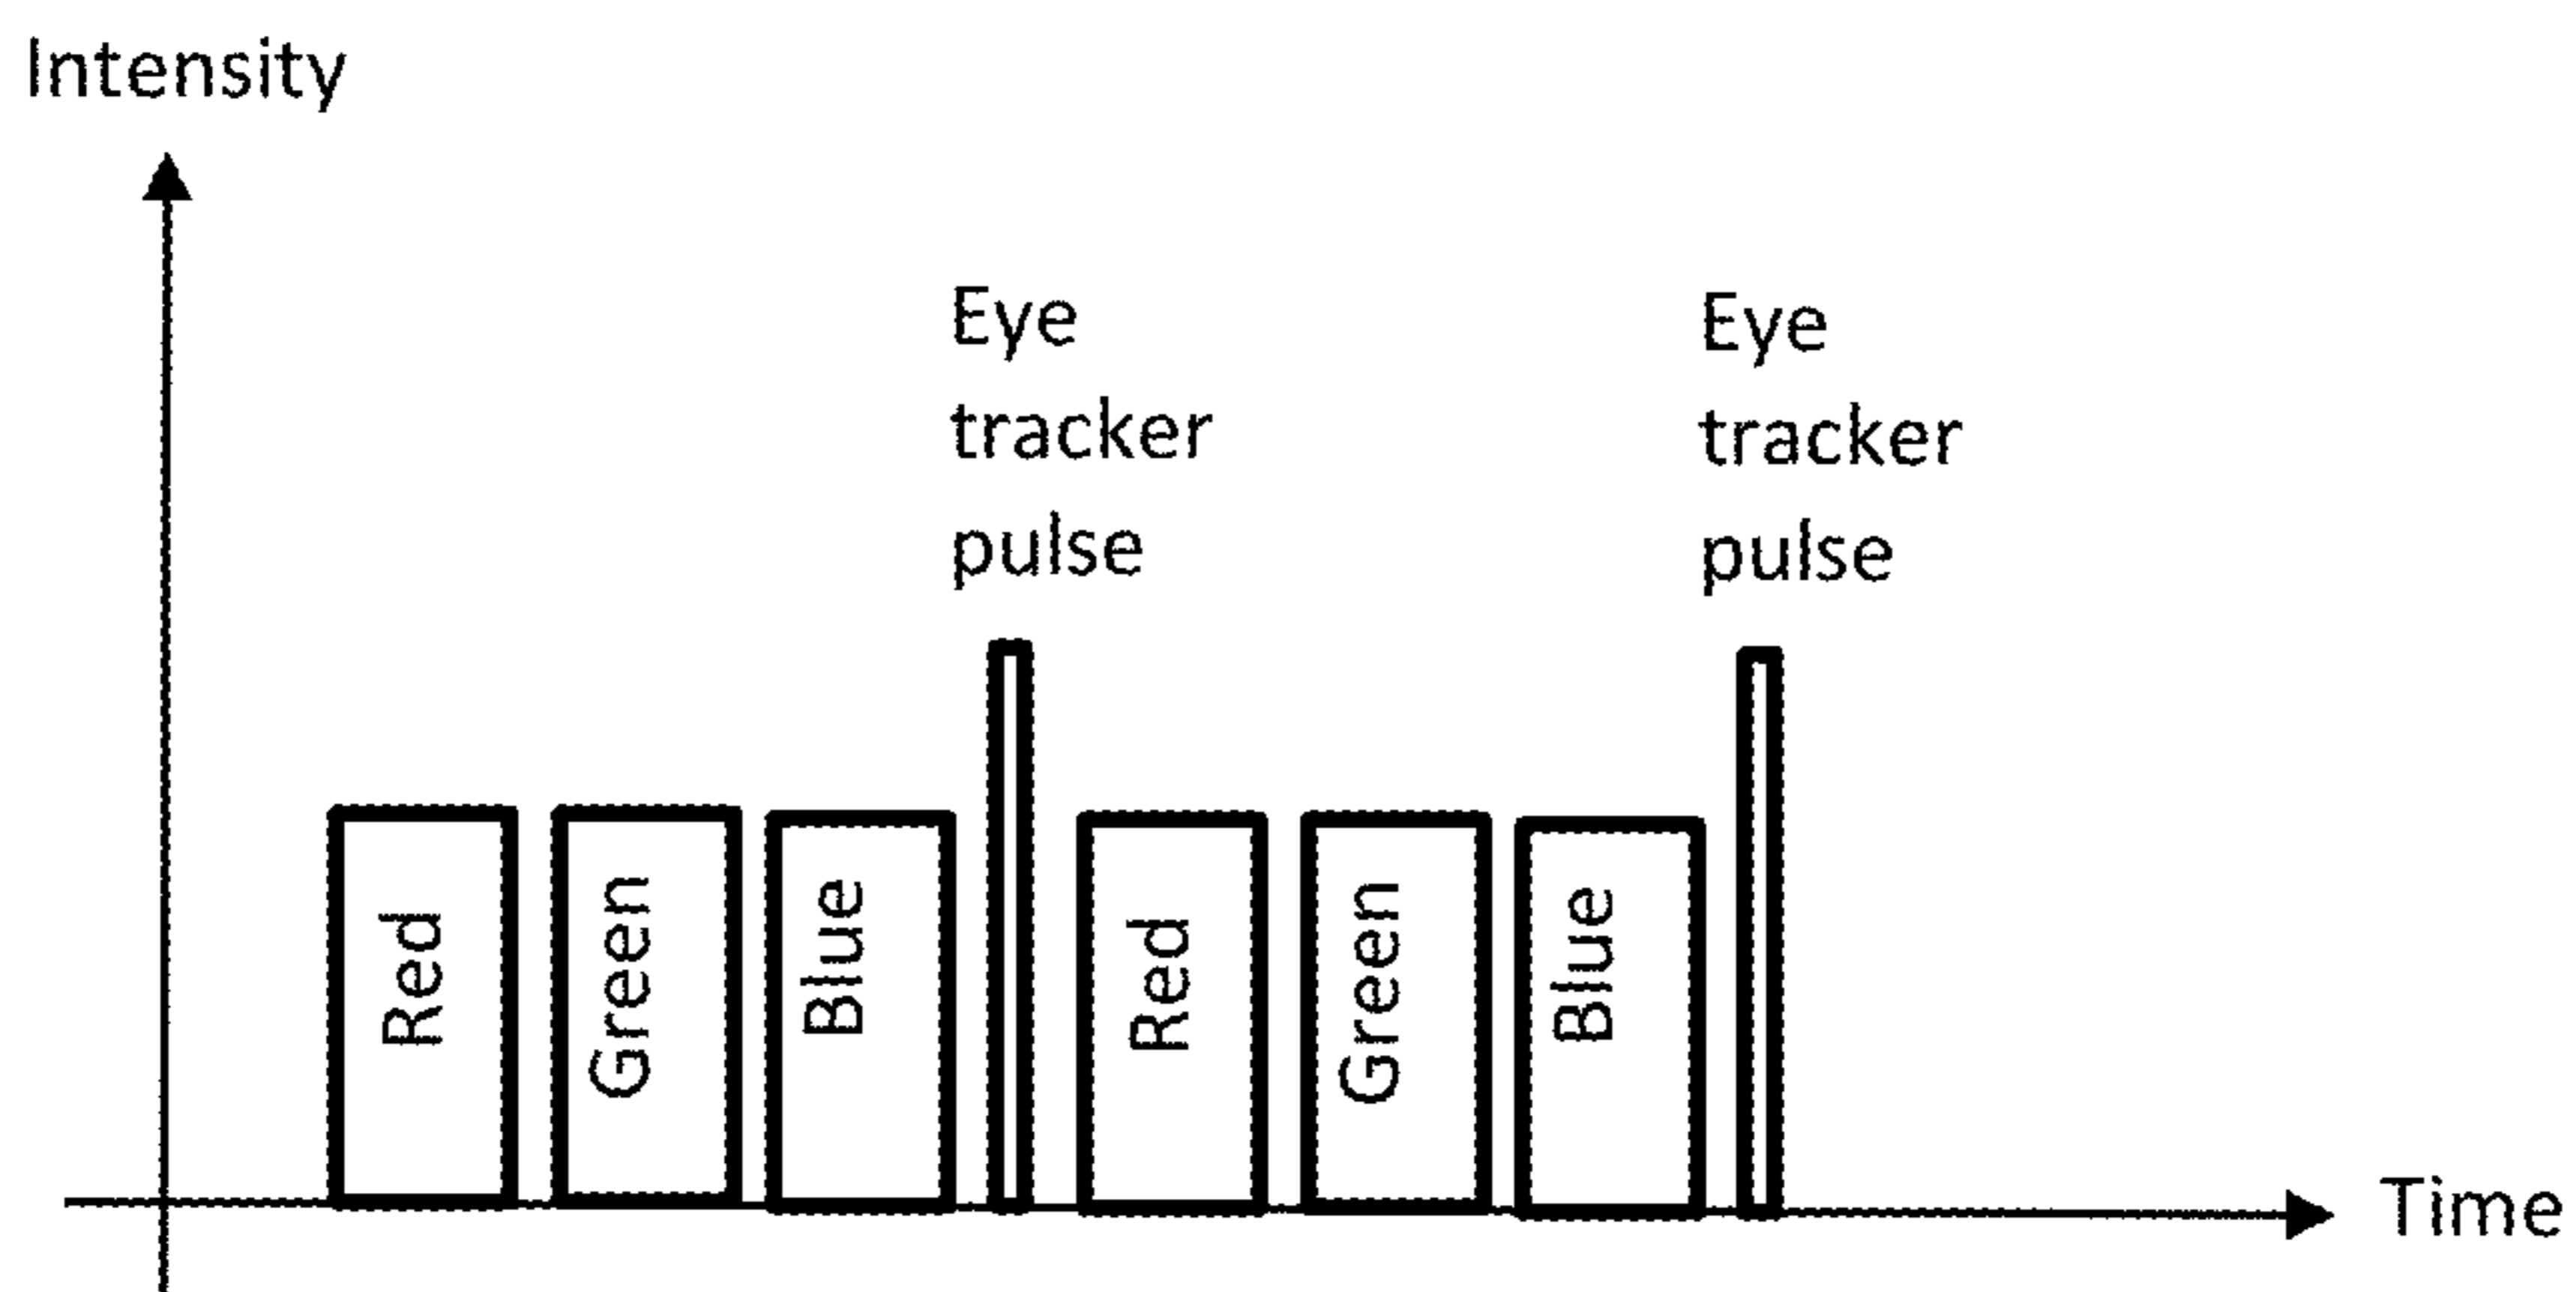 Intensity
Eye
tracker
pulse
Eye
tracker
pulse
Red
Green
Blue
Red
Green
Blue
Time